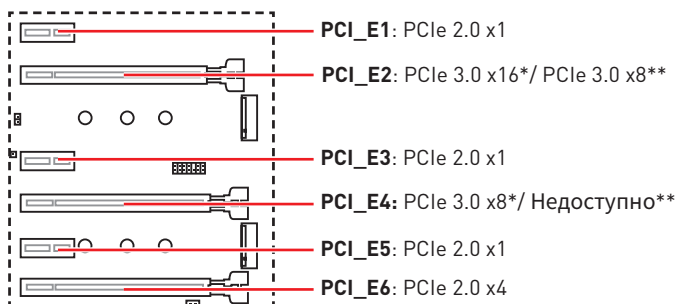 PCI_E1: PCIe 2.0 x1
PCI_E2: PCIe 3.0 x16*/ PCIe 3.0 x8**
PCI_E3: PCIe 2.0 x1
PCI_E4: PCIe 3.0 x8*/ Недоступно**
PCI_E5: PCIe 2.0 x1
PCI_E6: PCIe 2.0 x4